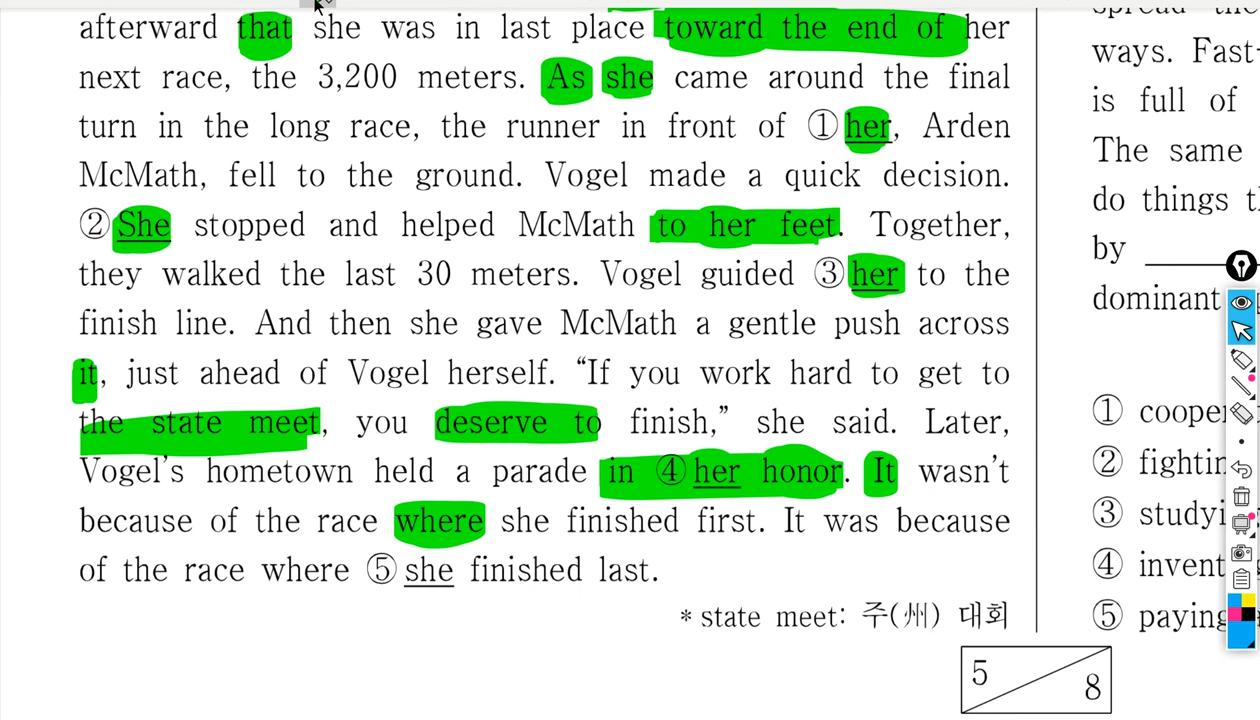 afterward that she was in last place toward the end of her
next race, the 3,200 meters. As she came around the final
turn in the long race, the runner in front of ① her, Arden
McMath, fell to the ground. Vogel made a quick decision.
② She stopped and helped McMath to her feet. Together,
they walked the last 30 meters. Vogel guided ③ her to the
finish line. And then she gave McMath a gentle push across
it, just ahead of Vogel herself. “If you work hard to get to
the state meet, you deserve to finish,” she said. Later,
Vogel’s hometown held a parade in ④ her honor. It wasn’t
because of the race where she finished first. It was because
of the race where ⑤ she finished last.
* state meet: 주(州) 대회
5
8
ways. Fast-
is full of
The same
do things
by
dominant
①
②
③
④ invent
⑤ paying